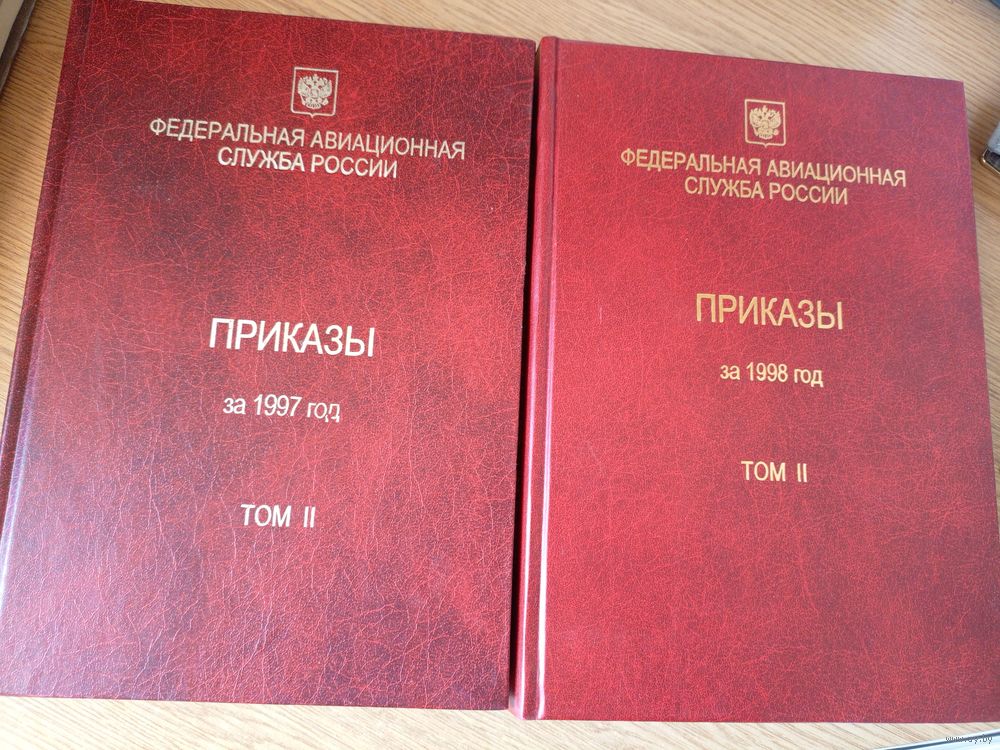 ФЕДЕРАЛЬНАЯ АВИАЦИОННАЯ
СЛУЖБА РОССИИ
ПРИКАЗЫ
за 1997 год
ТОМ II
ФЕДЕРАЛЬНАЯ АВИАЦИОННАЯ
СЛУЖБА РОССИИ
ПРИКАЗЫ
за 1998 год
ТОМ II